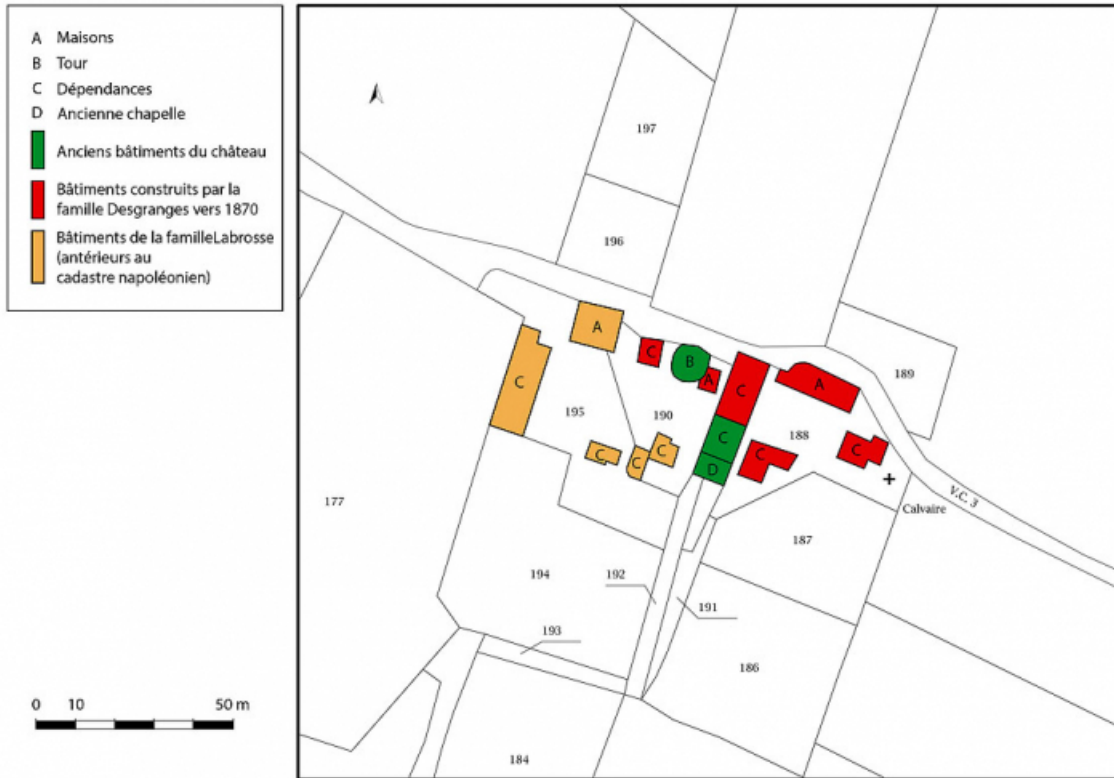 A Maisons
B Tour
C Dépendances
D Ancienne chapelle
Anciens bâtiments du château
Bâtiments construits par la
famille Desgranges vers 1870
Bâtiments de la familleLabrosse
(antérieurs au
cadastre napoléonien)
0 10 50 m
197
196
A
C
B
A
C
A
189
C
195
190
C
188
C
C
C
D
C
C
177
Calvaire
V.C. 3
187
194
192
191
193
186
184